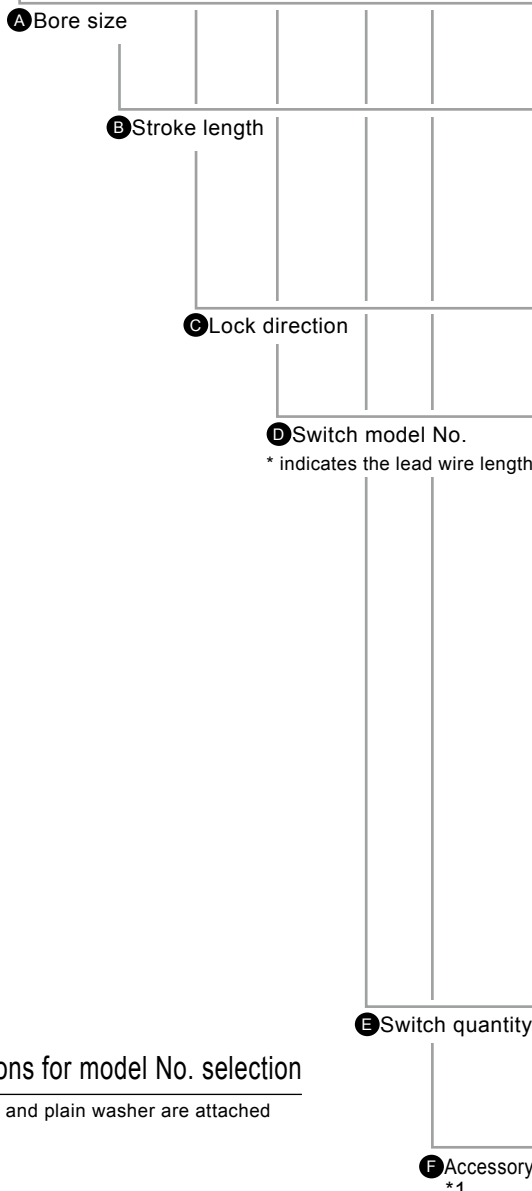 A Bore size
B Stroke length
C Lock direction
D Switch model No.
* indicates the lead wire length
E Switch quantity
ons for model No. selection
and plain washer are attached
F Accessory
*1